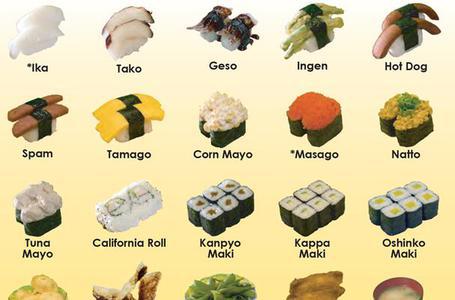 *Ika
Tako
Geso
Ingen
Hot Dog
Spam
Tamago
Corn Mayo
*Masago
Natto
Tuna
Mayo
California Roll
Kanpyo
Maki
Kappa
Maki
Oshinko
Maki